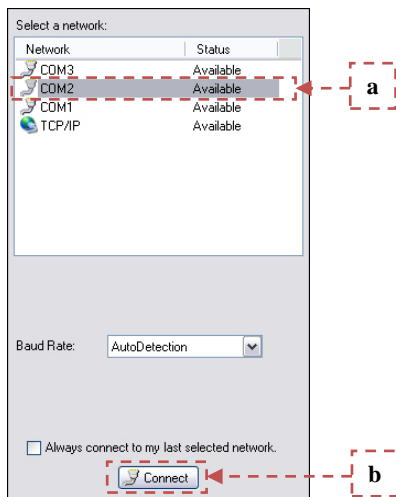 Select a network:
Network Status
COM3 Available
COM2 Available
a
COM1 Available
TCP/IP Available
Baud Rate: AutoDetection
Always connect to my last selected network.
Connect
b